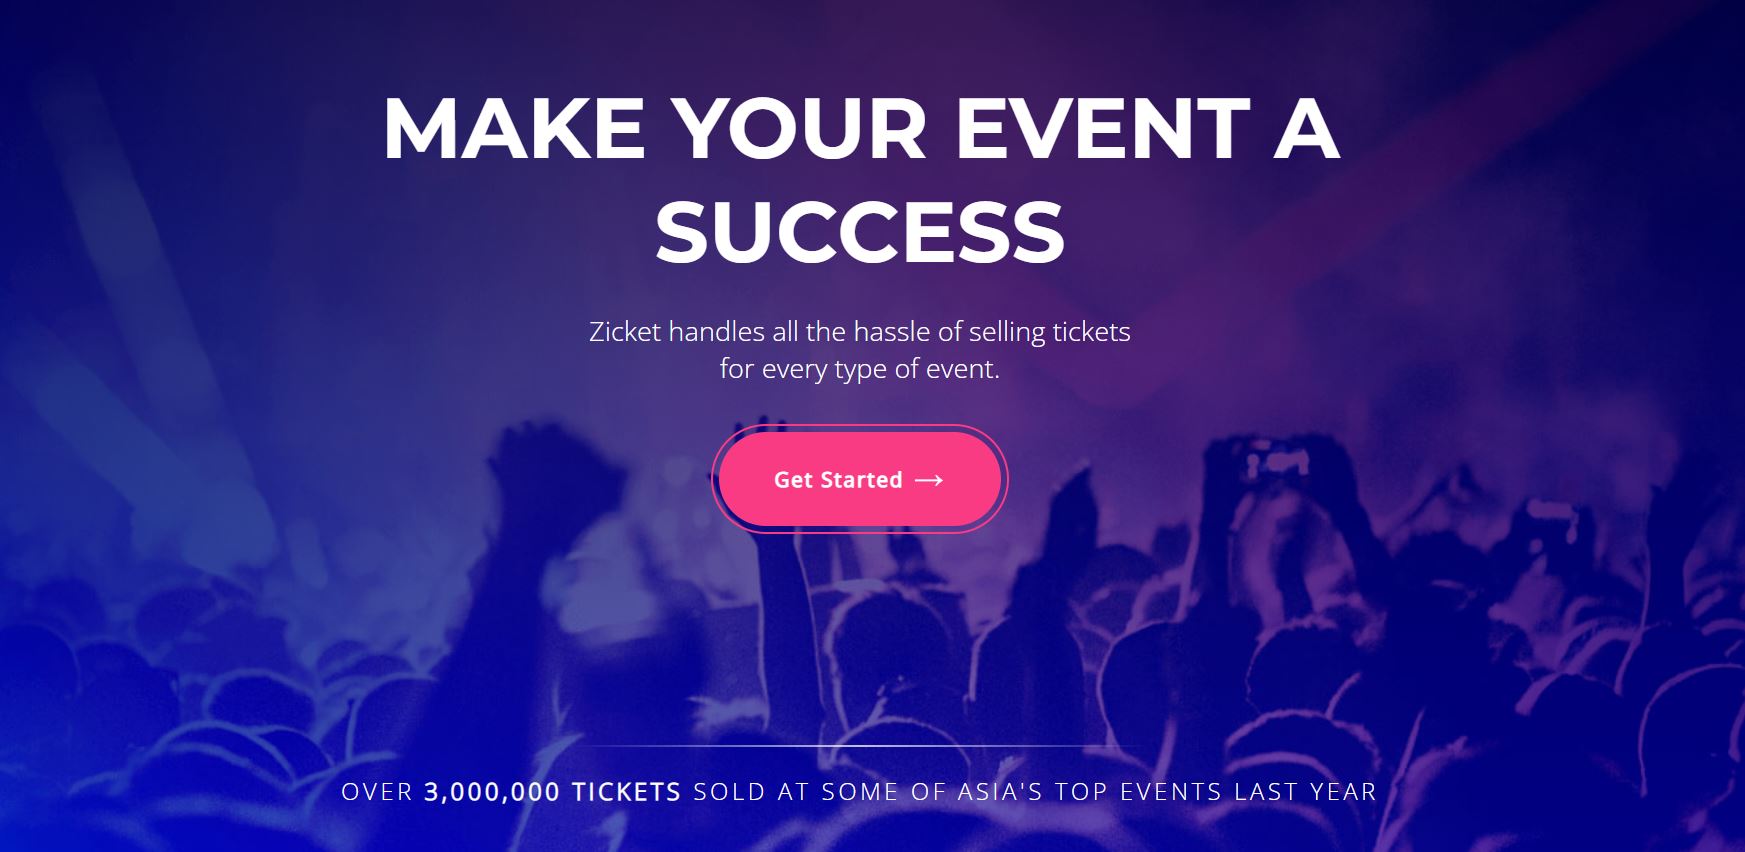 MAKE YOUR EVENT A
SUCCESS
Zicket handles all the hassle of selling tickets
for every type of event.
Get Started →
OVER 3,000,000 TICKETS SOLD AT SOME OF ASIA'S TOP EVENTS LAST YEAR